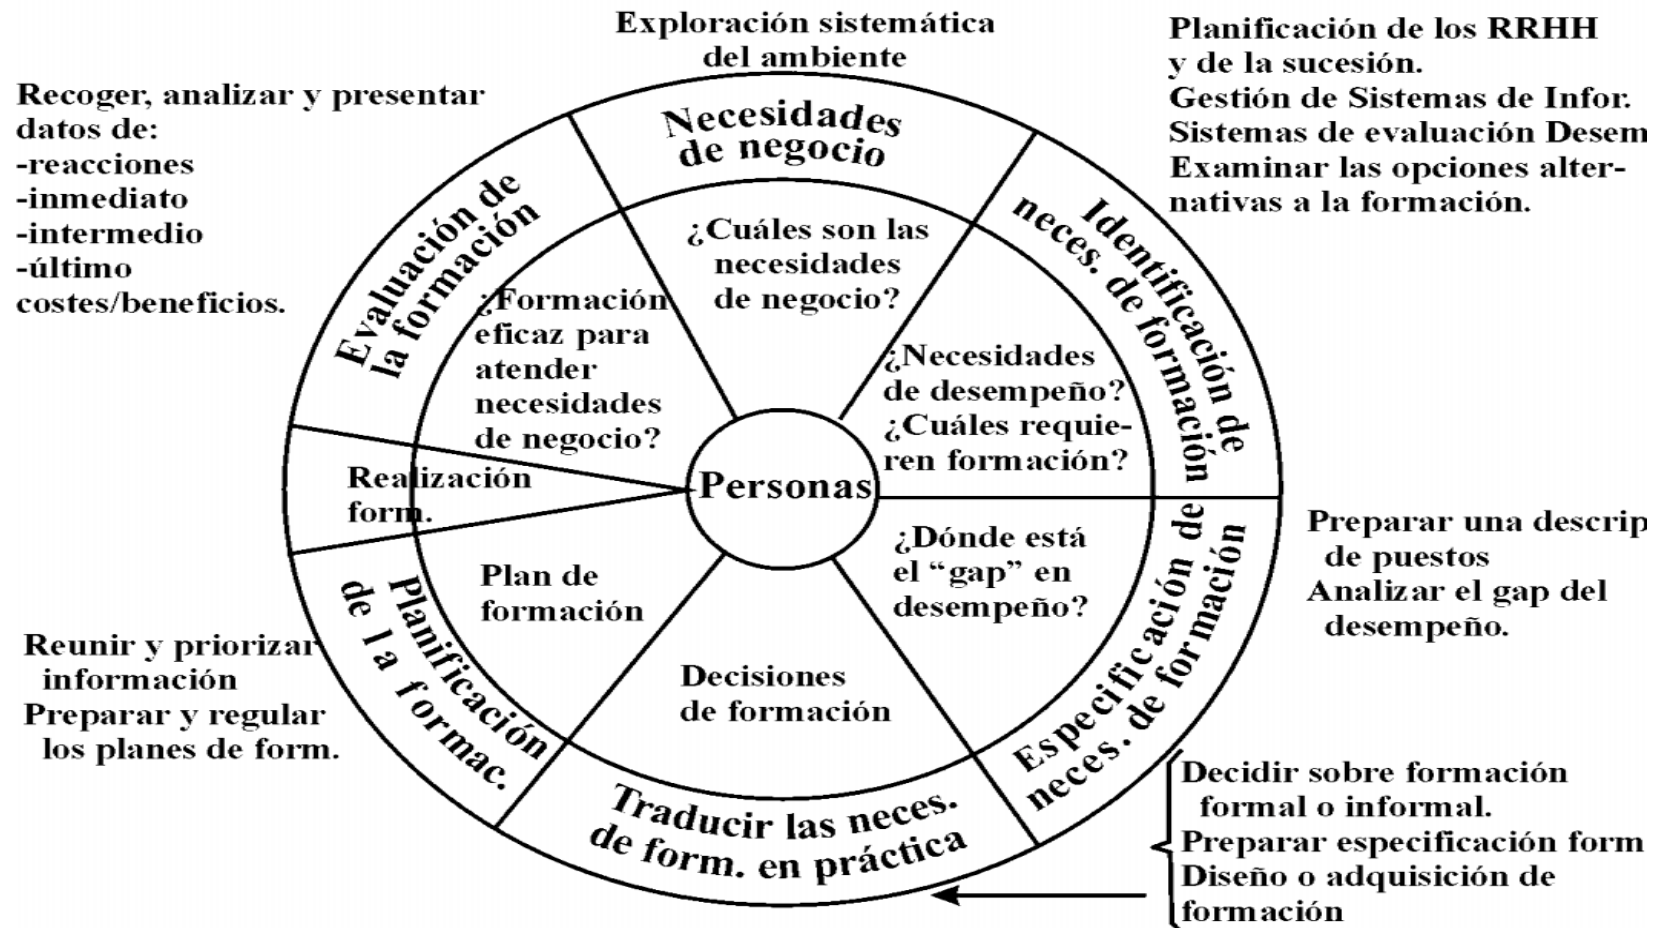 Exploración sistemática
del ambiente
Planificación de los RRHH
y de la sucesión.
Gestión de Sistemas de Infor.
Sistemas de evaluación Desem
Examinar las opciones alter-
nativas a la formación.
Recoger, analizar y presentar
datos de:
-reacciones
-inmediato
-intermedio
-último
costes/beneficios.
Necesidades
de negocio
¿Cuáles son las
necesidades
de negocio?
Identificación de
neces. de formación
¿Necesidades
de desempeño?
¿Cuáles requie-
ren formación?
Evaluación de
la formación
¿Formación
eficaz para
atender
necesidades
de negocio?
Realización
form.
Personas
Especificación de
neces. de formación
¿Dónde está
el “gap” en
desempeño?
Preparar una descrip
de puestos
Analizar el gap del
desempeño.
Planificación
de la formac.
Plan de
formación
Reunir y priorizar
información
Preparar y regular
los planes de form.
Decisiones
de formación
Traducir las neces.
de form. en práctica
Decidir sobre formación
formal o informal.
Preparar especificación form
Diseño o adquisición de
formación